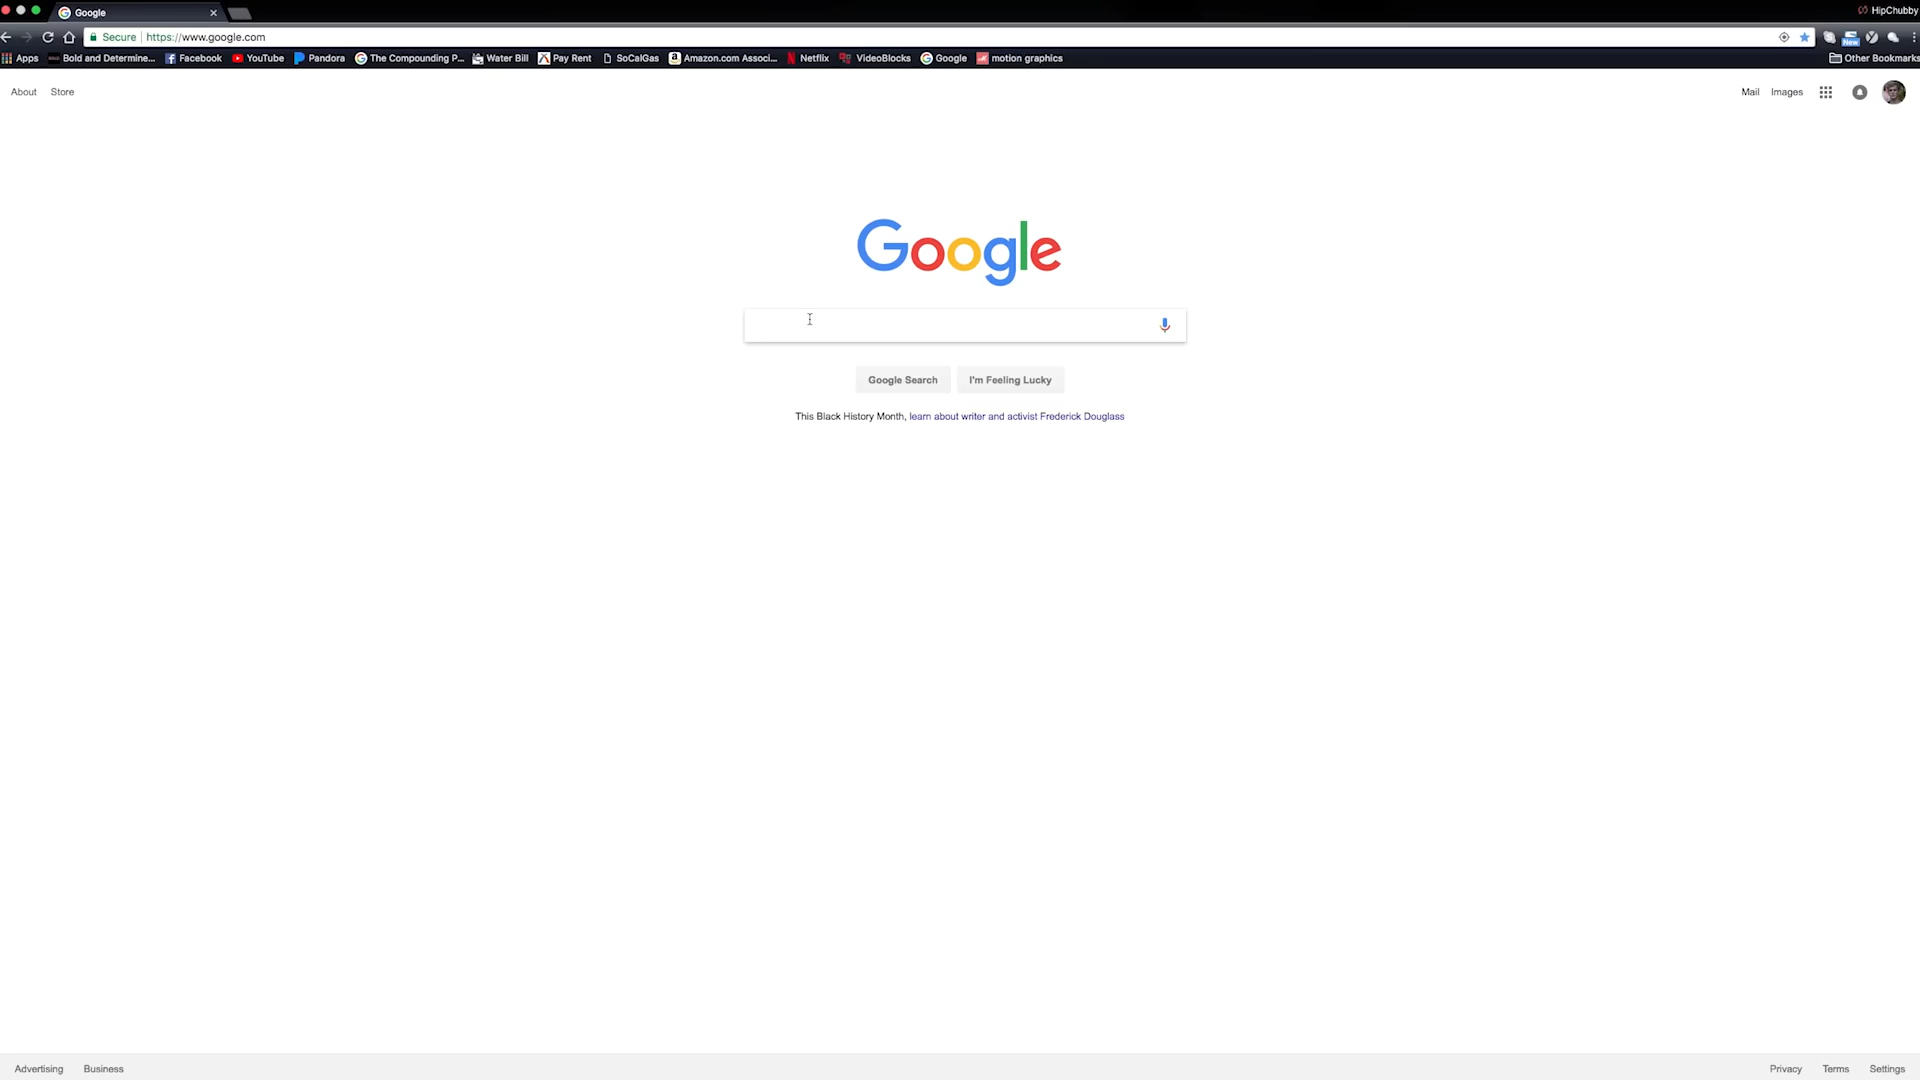 Google
HipChubby
Secure https://www.google.com
New
Apps Bold and Determine... Facebook YouTube Pandora The Compounding P... Water Bill Pay Rent SoCalGas Amazon.com Associ... Netflix VideoBlocks Google motion graphics Other Bookmarks
About Store Mail Images
Google
Google Search I'm Feeling Lucky
This Black History Month, learn about writer and activist Frederick Douglass
Advertising Business Privacy Terms Settings